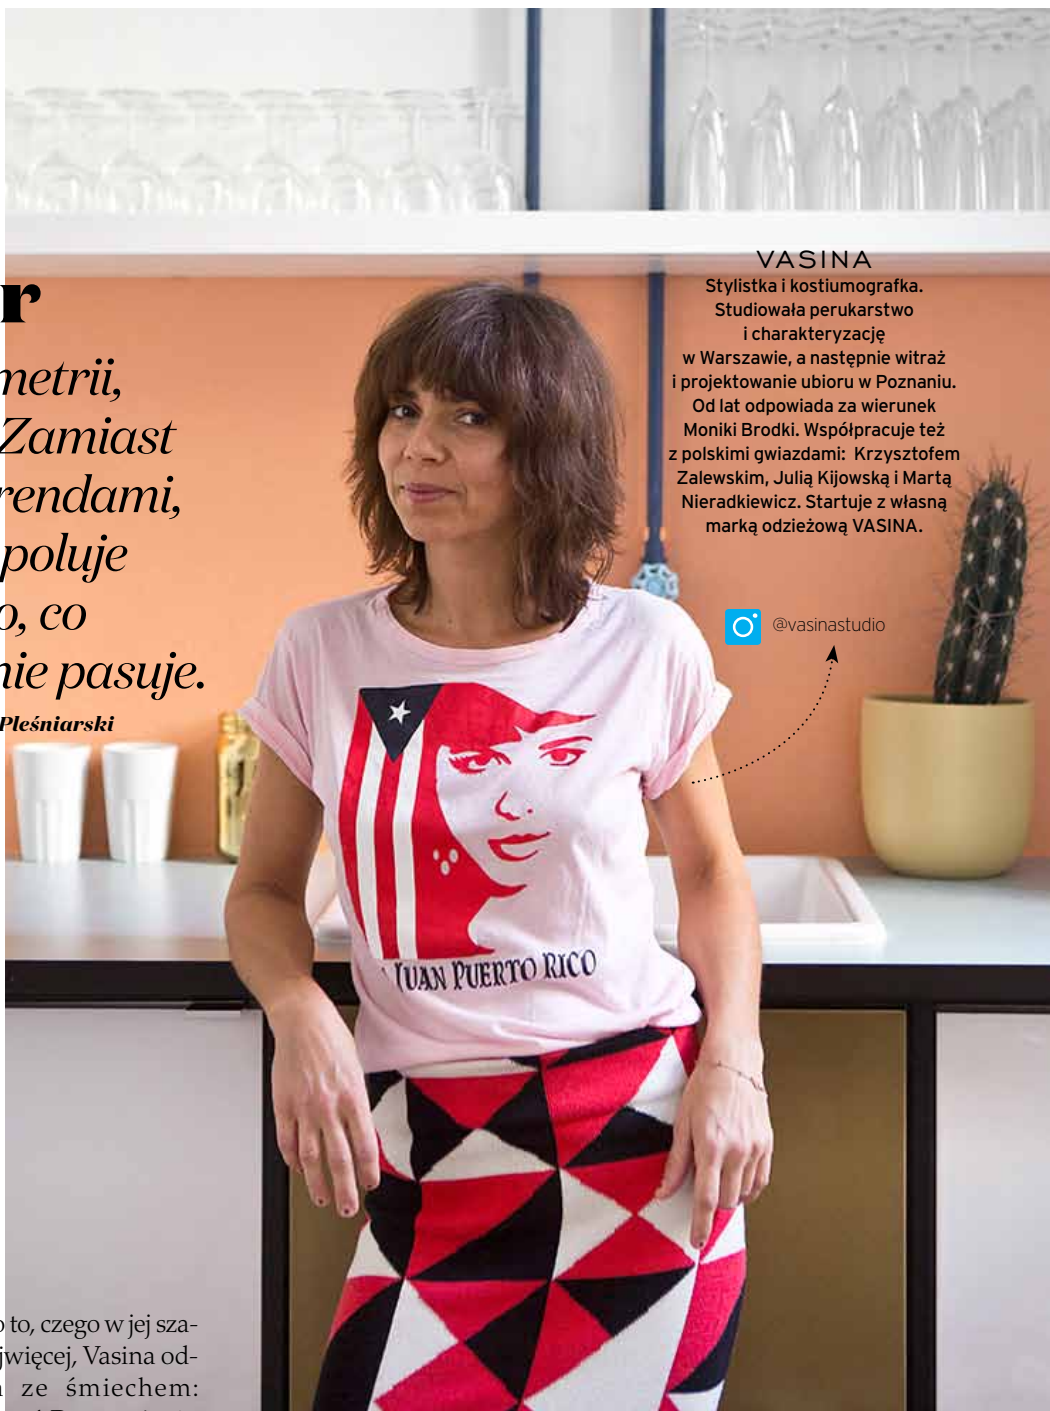 r
metrii,
Zamiast
rendami,
poluje
o, co
nie pasuje.
Pleśniarski
VASINA
Stylistka i kostiumografka.
Studiowała perukarstwo
i charakteryzację
w Warszawie, a następnie witraż
i projektowanie ubioru w Poznaniu.
Od lat odpowiada za wierunek
Moniki Brodki. Współpracuje też
z polskimi gwiazdami: Krzysztofem
Zalewskim, Julią Kijowską i Martą
Nieradkiewicz. Startuje z własną
marką odzieżową VASINA.
@vasinastudio
JUAN PUERTO RICO
o to, czego w jej sza-
jwięcej, Vasina od-
ze śmiechem: